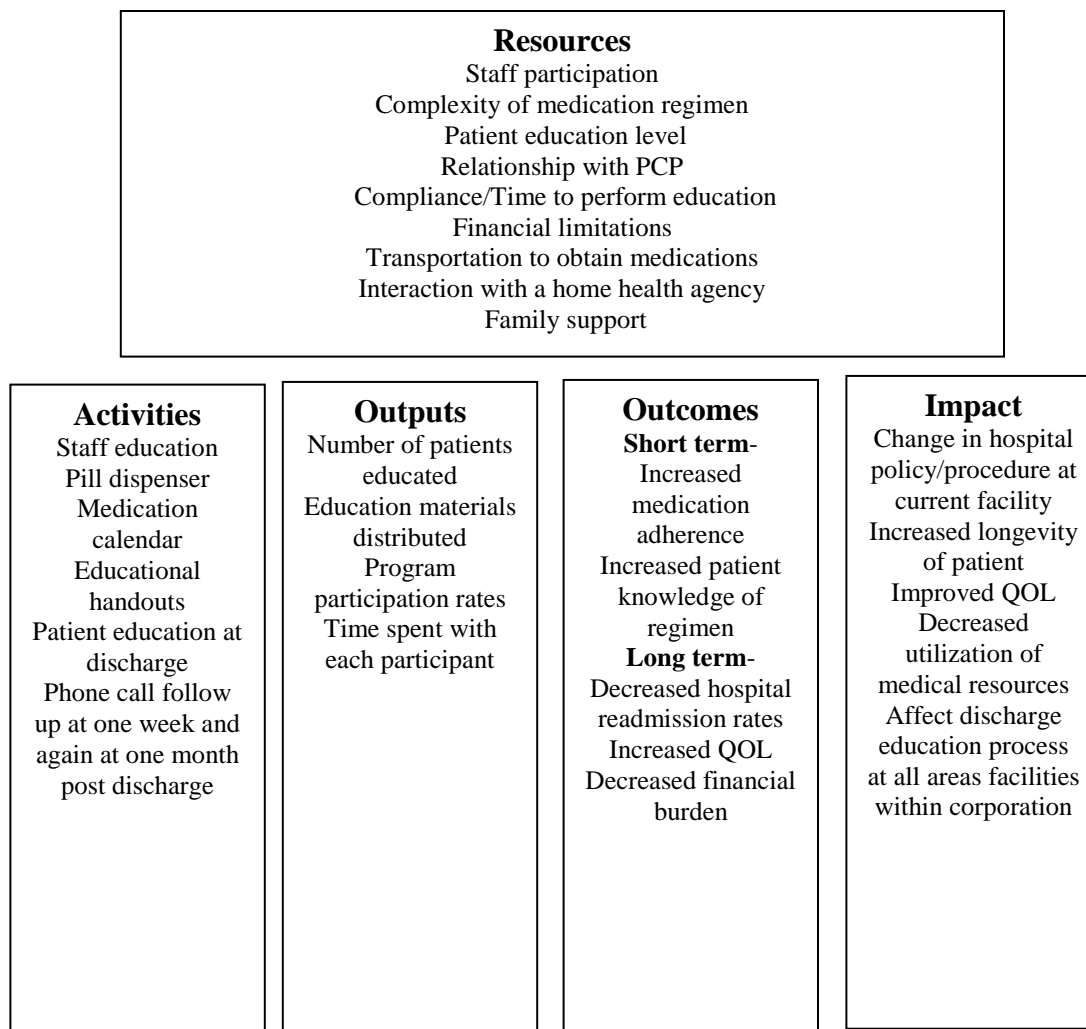 Resources
Staff participation
Complexity of medication regimen
Patient education level
Relationship with PCP
Compliance/Time to perform education
Financial limitations
Transportation to obtain medications
Interaction with a home health agency
Family support
Activities
Staff education
Pill dispenser
Medication
calendar
Educational
handouts
Patient education at
discharge
Phone call follow
up at one week and
again at one month
post discharge
Outputs
Number of patients
educated
Education materials
distributed
Program
participation rates
Time spent with
each participant
Outcomes
Short term-
Increased
medication
adherence
Increased patient
knowledge of
regimen
Long term-
Decreased hospital
readmission rates
Increased QOL
Decreased financial
burden
Impact
Change in hospital
policy/procedure at
current facility
Increased longevity
of patient
Improved QOL
Decreased
utilization of
medical resources
Affect discharge
education process
at all areas facilities
within corporation